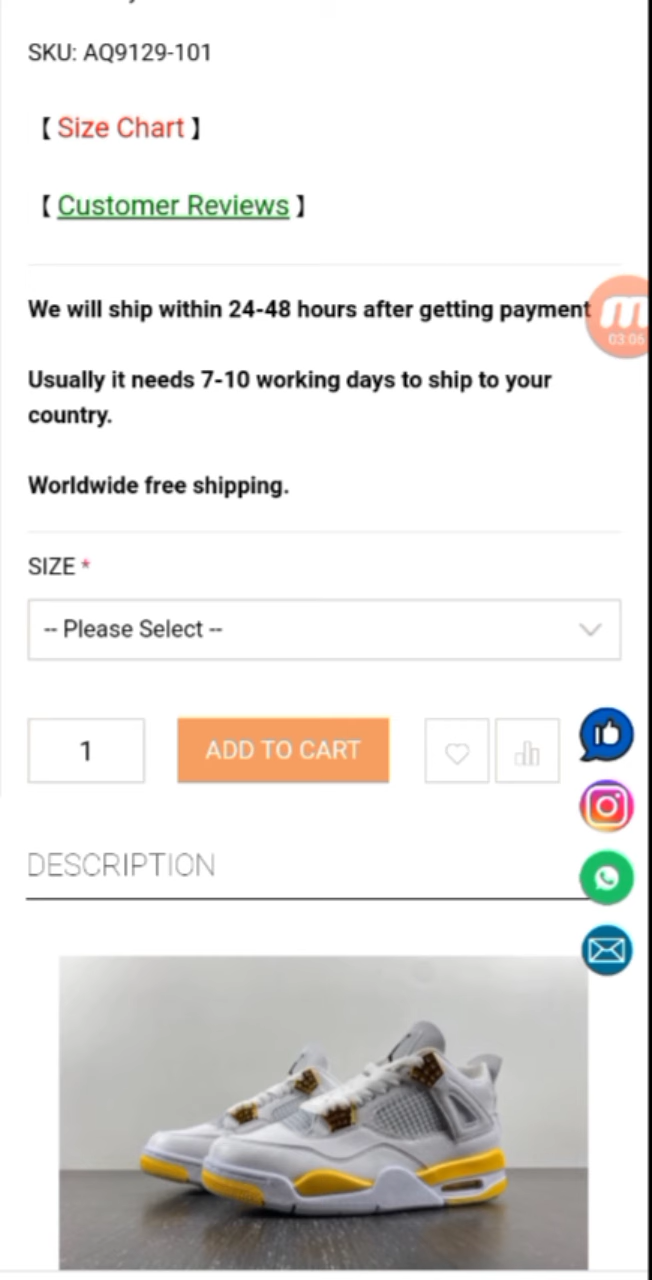 SKU: AQ9129-101
【 Size Chart 】
【 Customer Reviews 】
We will ship within 24-48 hours after getting payment
03:06
Usually it needs 7-10 working days to ship to your
country.
Worldwide free shipping.
SIZE *
-- Please Select --
1
ADD TO CART
DESCRIPTION